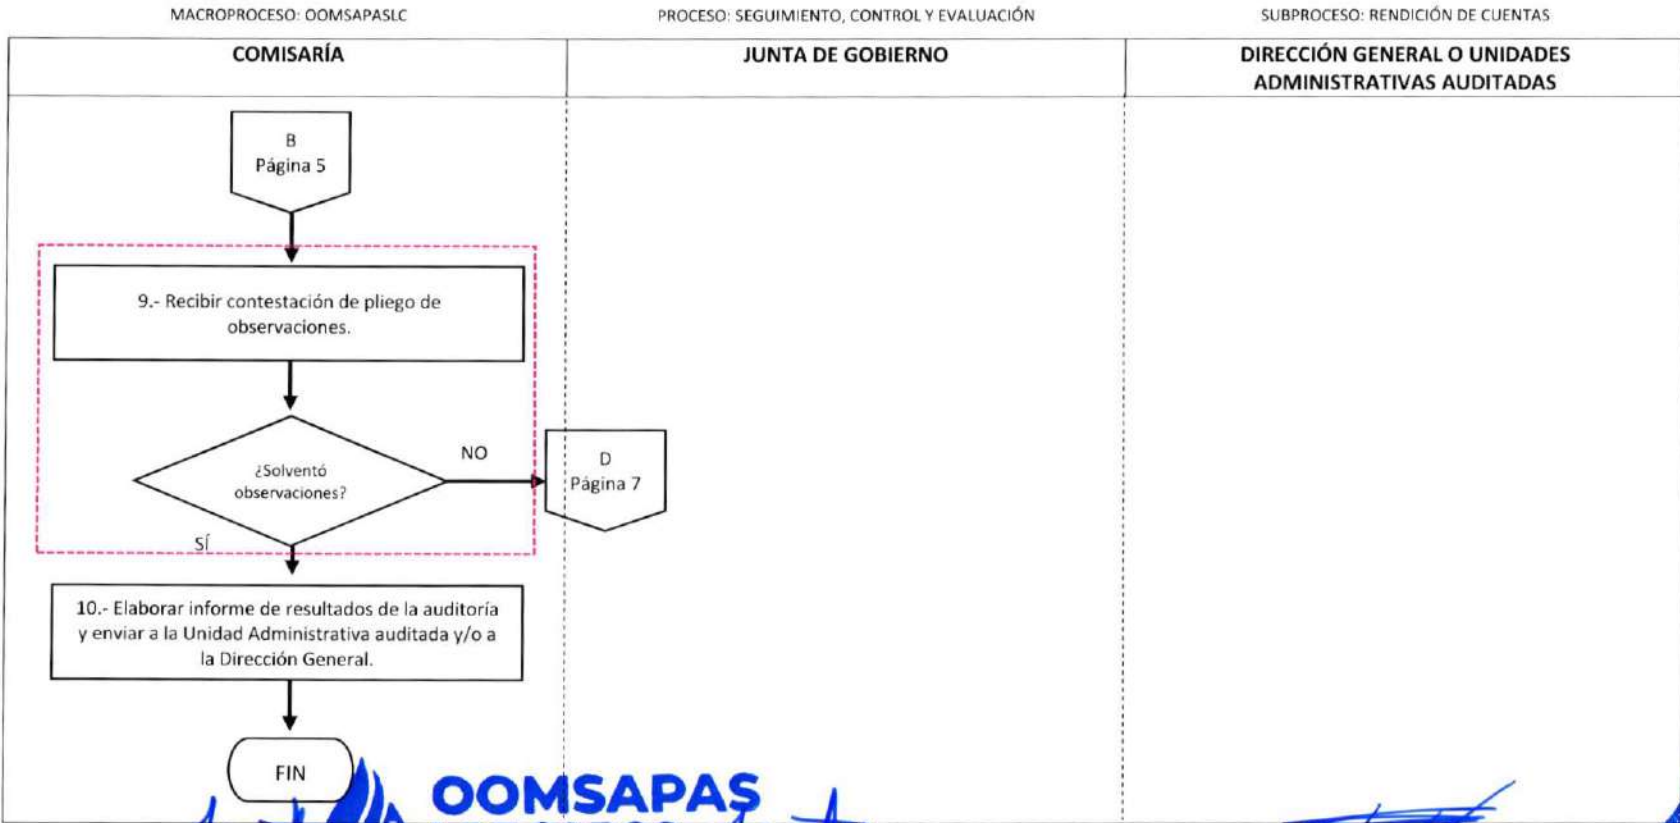 MACROPROCESO: OOMSAPASLC
PROCESO: SEGUIMIENTO, CONTROL Y EVALUACIÓN
SUBPROCESO: RENDICIÓN DE CUENTAS
COMISARÍA
JUNTA DE GOBIERNO
DIRECCIÓN GENERAL O UNIDADES
ADMINISTRATIVAS AUDITADAS
B
Página 5
9.- Recibir contestación de pliego de
observaciones.
¿Solventó
observaciones?
NO
D
Página 7
SÍ
10.- Elaborar informe de resultados de la auditoría
y enviar a la Unidad Administrativa auditada y/o a
la Dirección General.
FIN
OOMSAPAS